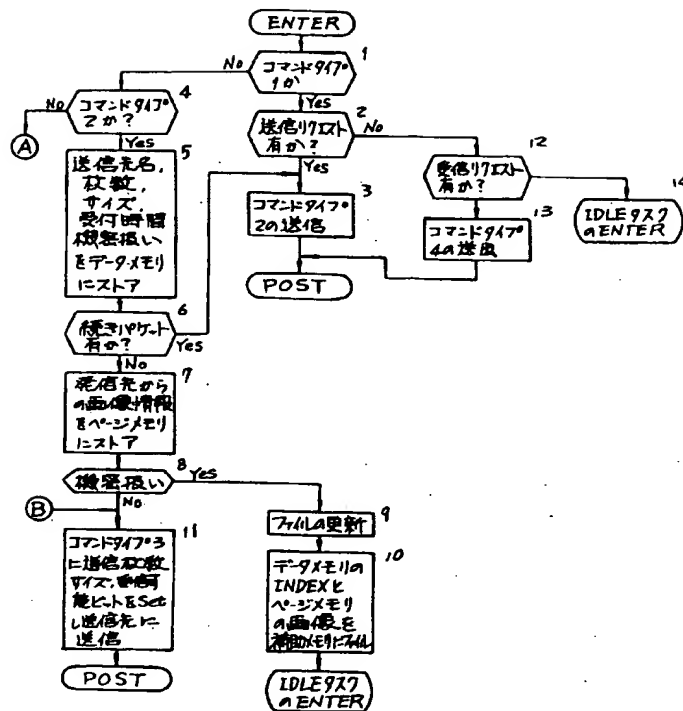 ENTER
1
コマンドタイプ
1か
No
Yes
4
コマンドタイプ
2か?
No
Yes
A
2
送信リクエスト
有か?
No
Yes
12
受信リクエスト
有か?
14
IDLEタスク
のENTER
3
コマンドタイプ
2の送信
13
コマンドタイプ
4の送出
POST
5
送信先名,
枚数,
サイズ,
受付時間
機密扱い
をデータメモリ
にストア
6
続きパケット
有か?
Yes
No
7
発信先から
の画像情報
をページメモリ
にストア
8
機密扱い
Yes
No
B
11
コマンドタイプ3
に送信枚数
サイズ,受信可
能ビットをSet
し送信先に
送信
POST
9
ファイルの更新
10
データメモリの
INDEXと
ページメモリ
の画像を
補助メモリにファイル
IDLEタスク
のENTER